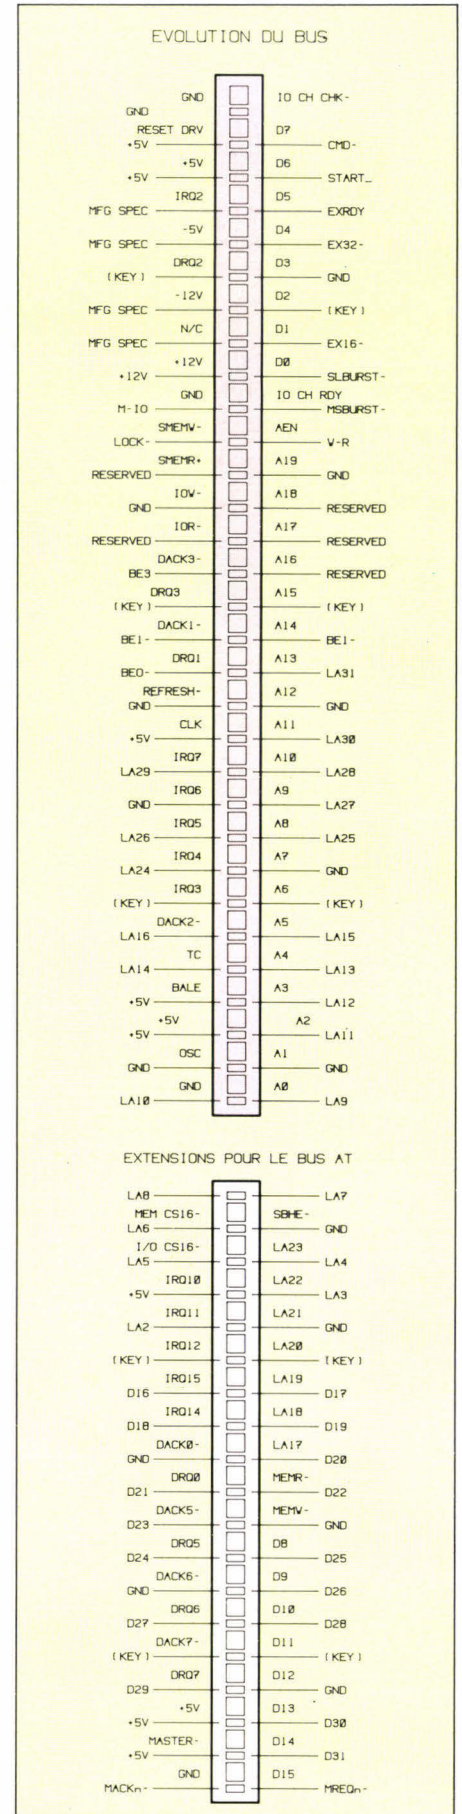 EVOLUTION DU BUS
GND IO CH CHK-
GND
RESET DRV D7
+5V CMD-
+5V D6
+5V START_
IRQ2 D5
MFG SPEC EXRDY
-5V D4
MFG SPEC EX32-
DRQ2 D3
(KEY) GND
-12V D2
MFG SPEC (KEY)
N/C D1
MFG SPEC EX16-
+12V D0
+12V SLBURST-
GND IO CH RDY
M-IO MSBURST-
SMEMW- AEN
LOCK- W-R
SMEMR+ A19
RESERVED GND
IOW- A18
GND RESERVED
IOR- A17
RESERVED RESERVED
DACK3- A16
BE3 RESERVED
DRQ3 A15
(KEY) (KEY)
DACK1- A14
BE1- BE1-
DRQ1 A13
BE0- LA31
REFRESH- A12
GND GND
CLK A11
+5V LA30
IRQ7 A10
LA29 LA28
IRQ6 A9
GND LA27
IRQ5 A8
LA26 LA25
IRQ4 A7
LA24 GND
IRQ3 A6
(KEY) (KEY)
DACK2- A5
LA16 LA15
TC A4
LA14 LA13
BALE A3
+5V LA12
+5V A2
+5V LA11
OSC A1
GND GND
GND A0
LA10 LA9
EXTENSIONS POUR LE BUS AT
LA8 LA7
MEM CS16- SBHE-
LA6 GND
I/O CS16- LA23
LA5 LA4
IRQ10 LA22
+5V LA3
IRQ11 LA21
LA2 GND
IRQ12 LA20
(KEY) (KEY)
IRQ15 LA19
D16 D17
IRQ14 LA18
D18 D19
DACK0- LA17
GND D20
DRQ0 MEMR-
D21 D22
DACK5- MEMW-
D23 GND
DRQ5 D8
D24 D25
DACK6- D9
GND D26
DRQ6 D10
D27 D28
DACK7- D11
(KEY) (KEY)
DRQ7 D12
D29 GND
+5V D13
+5V D30
MASTER- D14
+5V D31
GND D15
MACKn- MREQn-